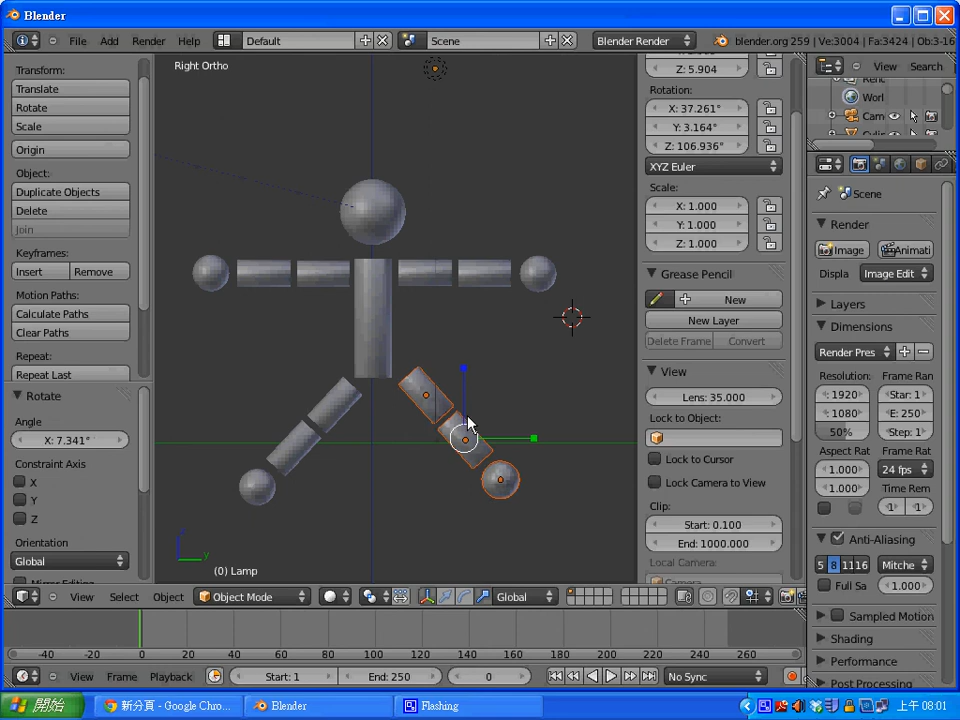 Blender
File Add Render Help Default Scene Blender Render blender.org 259 | Ve:3004 | Fa:3424 | Ob:3-16
Transform:
Translate
Rotate
Scale
Origin
Object:
Duplicate Objects
Delete
Join
Keyframes:
Insert Remove
Motion Paths:
Calculate Paths
Clear Paths
Repeat:
Repeat Last
Rotate
Angle
X: 7.341°
Constraint Axis
X
Y
Z
Orientation
Global
Right Ortho
z
y
(0) Lamp
Z: 5.904
Rotation:
X: 37.261°
Y: 3.164°
Z: 106.936°
XYZ Euler
Scale:
X: 1.000
Y: 1.000
Z: 1.000
Grease Pencil
New
New Layer
Delete Frame Convert
View
Lens: 35.000
Lock to Object:
Lock to Cursor
Lock Camera to View
Clip:
Start: 0.100
End: 1000.000
Local Camera:
View Search
Worl
Cam
Scene
Render
Image Animati
Displa Image Edit
Layers
Dimensions
Render Pres
Resolution: Frame Ran
: 1920 Star: 1
: 1080 E: 250
50% Step: 1
Aspect Rat Frame Rat
1.000 24 fps
1.000 Time Rem
1 1
Anti-Aliasing
5 8 11 16 Mitche
Full Sa 1.000
Sampled Motion
Shading
Performance
Post Processing
View Select Object Object Mode Global
-40 -20 0 20 40 60 80 100 120 140 160 180 200 220 240 260
View Frame Playback Start: 1 End: 250 0 No Sync
開始 新分頁 - Google Chro... Blender Flashing 上午 08:01